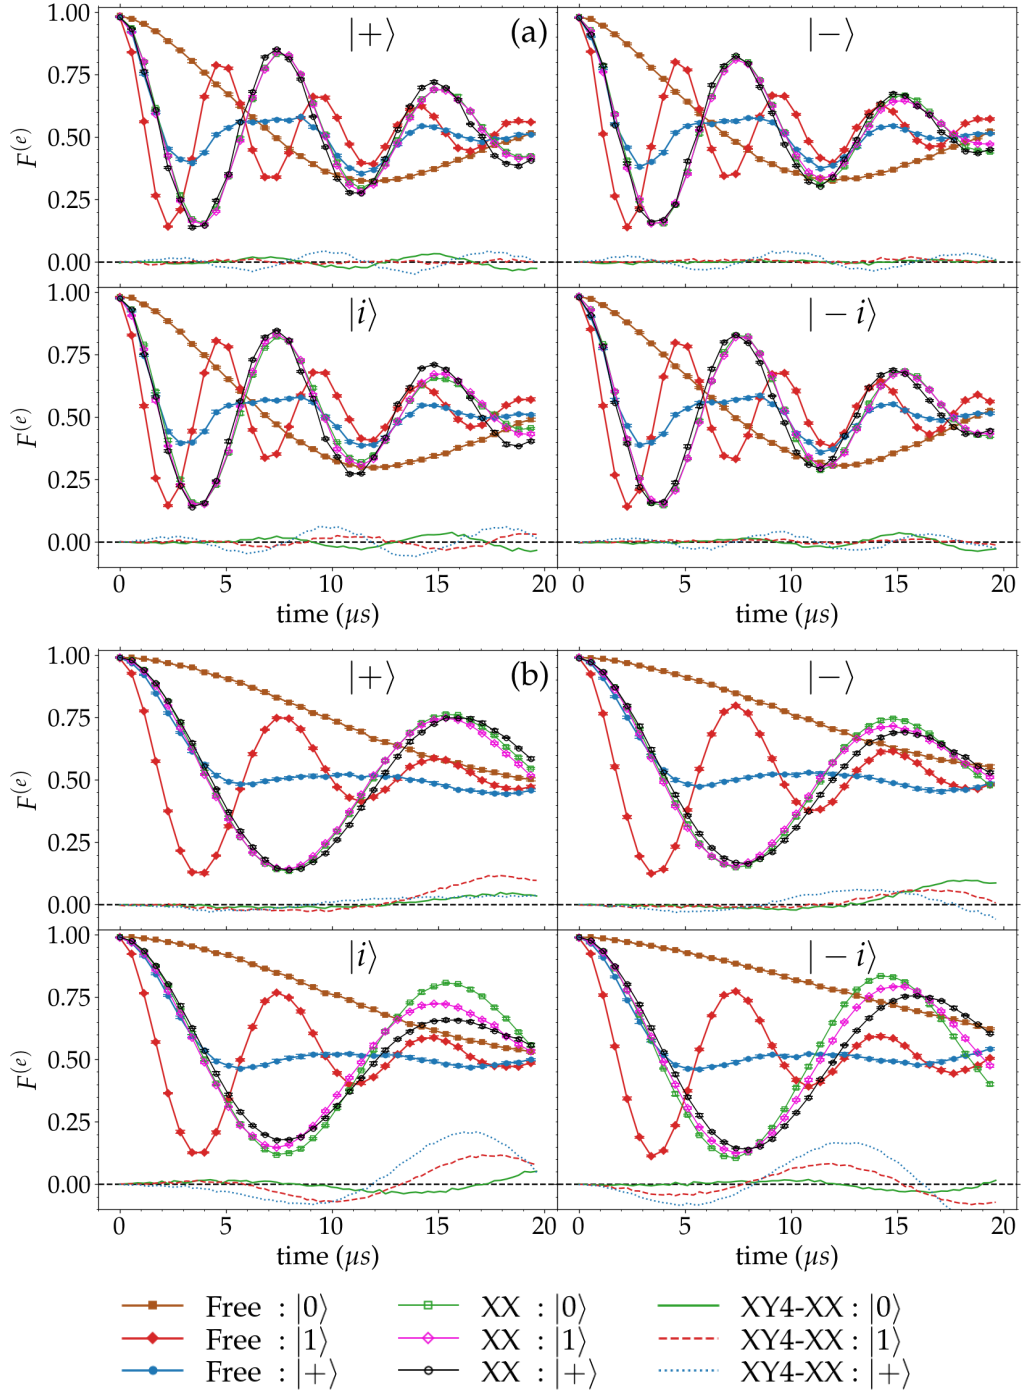 |+⟩ (a) |−⟩
1.00
0.75
0.50
0.25
0.00
F^(e)
|i⟩ |−i⟩
1.00
0.75
0.50
0.25
0.00
F^(e)
0 5 10 15 20 0 5 10 15 20
time (μs) time (μs)
|+⟩ (b) |−⟩
1.00
0.75
0.50
0.25
0.00
F^(e)
|i⟩ |−i⟩
1.00
0.75
0.50
0.25
0.00
F^(e)
0 5 10 15 20 0 5 10 15 20
time (μs) time (μs)
Free : |0⟩ XX : |0⟩ XY4-XX : |0⟩
Free : |1⟩ XX : |1⟩ XY4-XX : |1⟩
Free : |+⟩ XX : |+⟩ XY4-XX : |+⟩